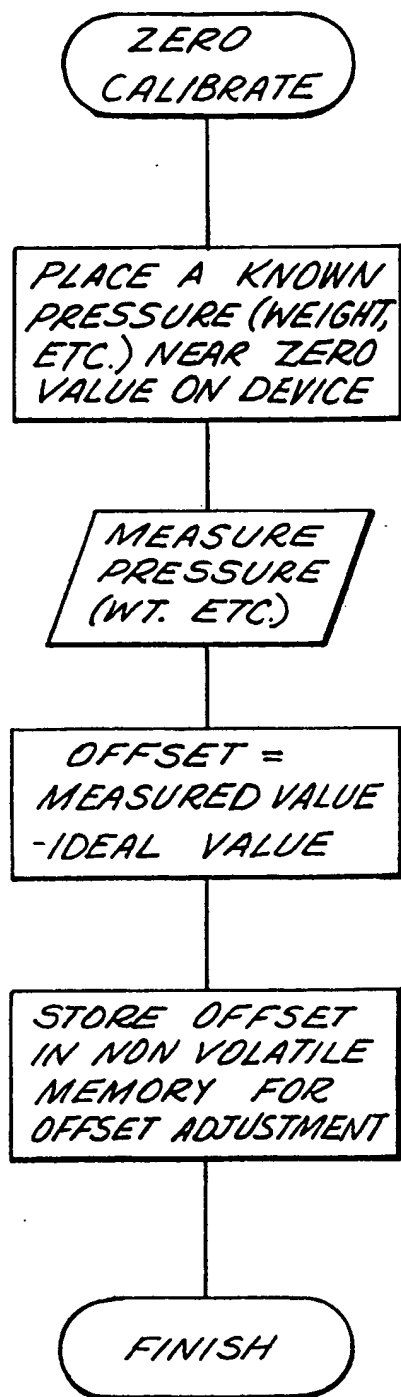 ZERO
CALIBRATE
PLACE A KNOWN
PRESSURE (WEIGHT,
ETC.) NEAR ZERO
VALUE ON DEVICE
MEASURE
PRESSURE
(WT. ETC.)
OFFSET =
MEASURED VALUE
-IDEAL VALUE
STORE OFFSET
IN NON VOLATILE
MEMORY FOR
OFFSET ADJUSTMENT
FINISH